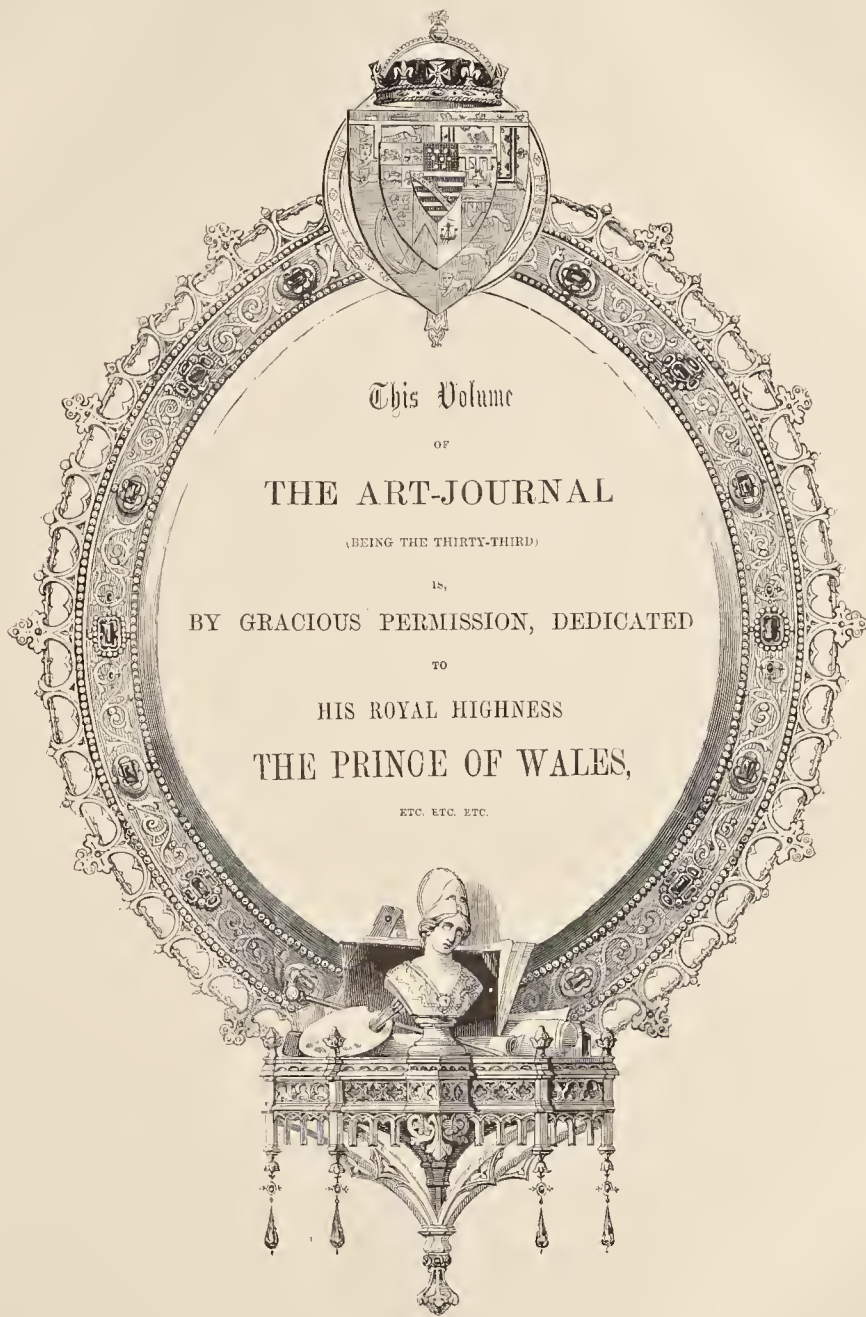 This Volume
OF
THE ART-JOURNAL
(BEING THE THIRTY-THIRD)
IS,
BY GRACIOUS PERMISSION, DEDICATED
TO
HIS ROYAL HIGHNESS
THE PRINCE OF WALES,
ETC. ETC. ETC.